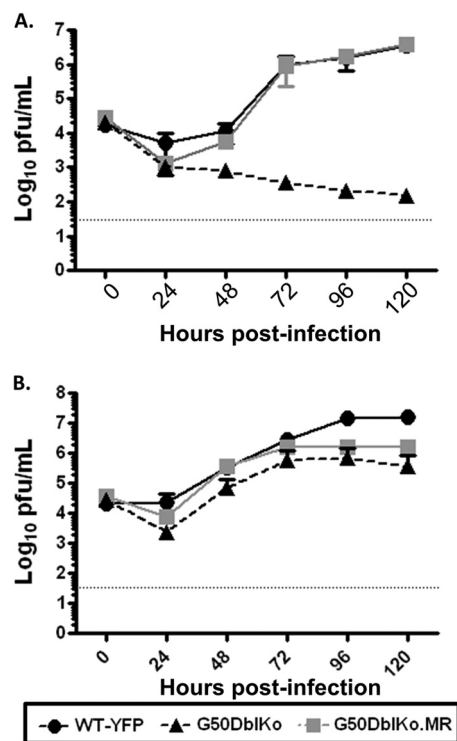 A.
7
6
5
4
3
2
1
0
Log10 pfu/mL
0 24 48 72 96 120
Hours post-infection
B.
8
7
6
5
4
3
2
1
0
Log10 pfu/mL
0 24 48 72 96 120
Hours post-infection
WT-YFP G50DblKo G50DblKo.MR